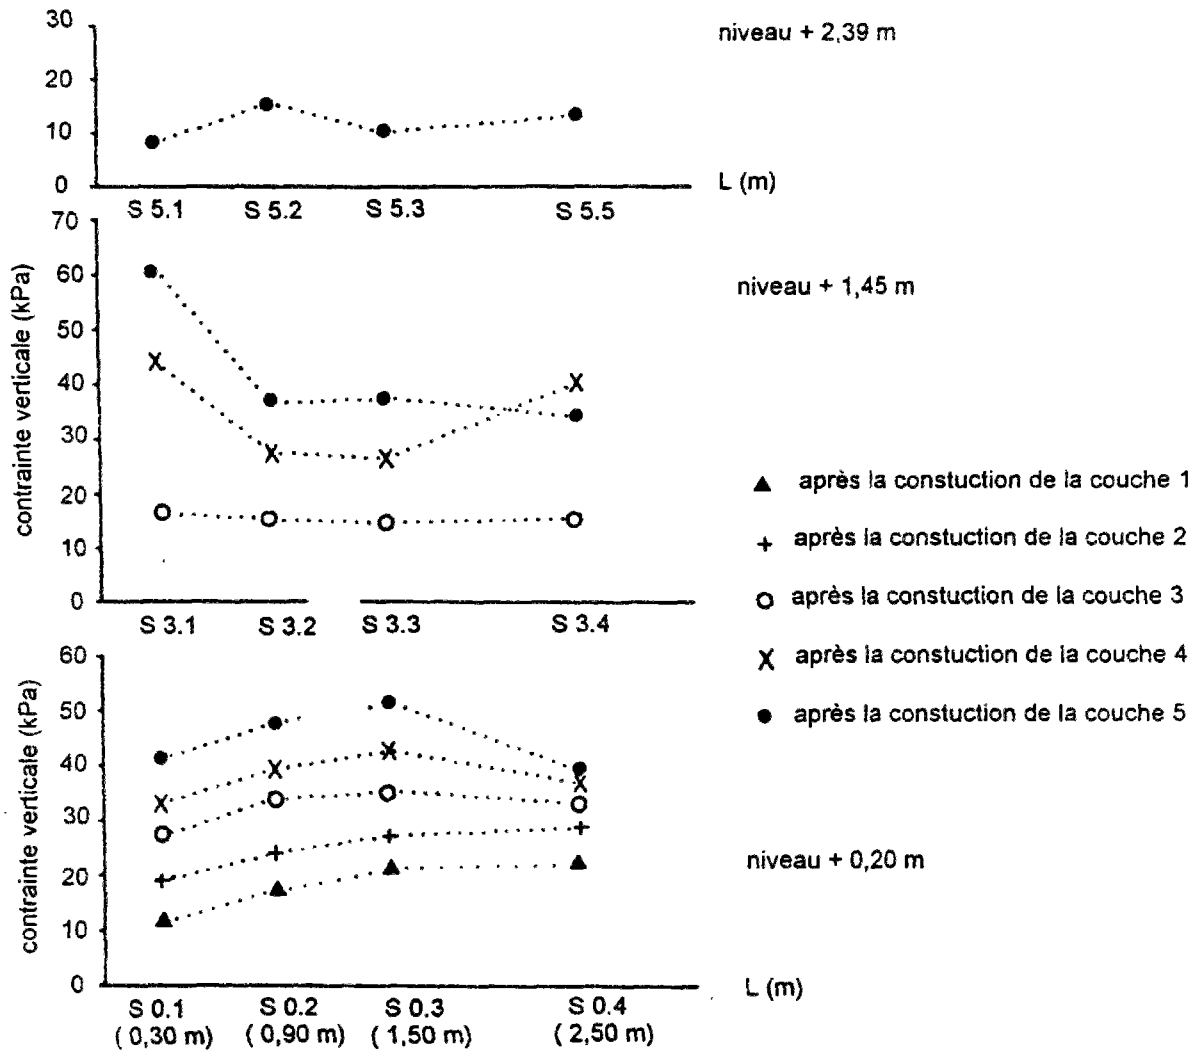 30
niveau + 2,39 m
20
10
0
L (m)
S 5.1 S 5.2 S 5.3 S 5.5
contrainte verticale (kPa)
70
60
niveau + 1,45 m
50
40
30
20
10
0
S 3.1 S 3.2 S 3.3 S 3.4
▲ après la constuction de la couche 1
+ après la constuction de la couche 2
o après la constuction de la couche 3
x après la constuction de la couche 4
● après la constuction de la couche 5
contrainte verticale (kPa)
60
50
40
30
niveau + 0,20 m
20
10
0
L (m)
S 0.1 S 0.2 S 0.3 S 0.4
( 0,30 m) ( 0,90 m) ( 1,50 m) ( 2,50 m)